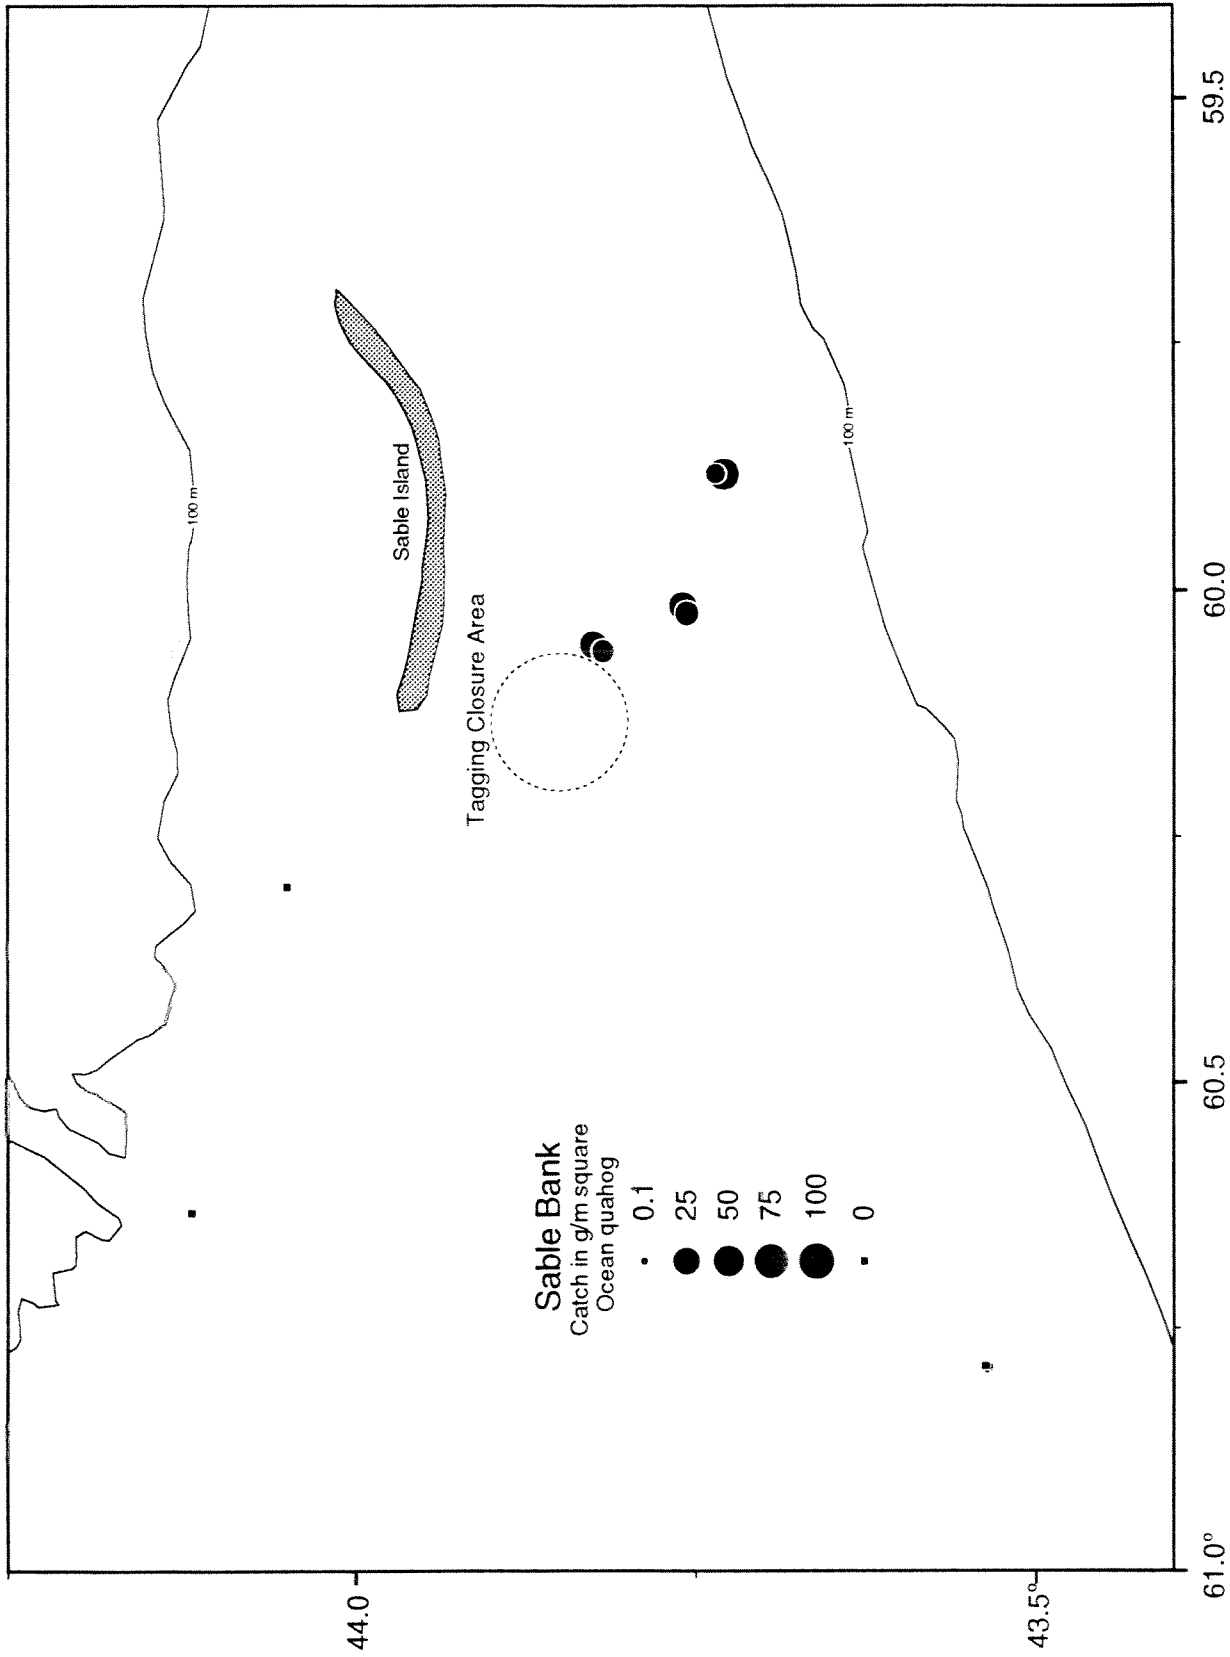 100 m
Sable Island
Tagging Closure Area
100 m
Sable Bank
Catch in g/m square
Ocean quahog
0.1
25
50
75
100
0
44.0
43.5°
61.0°
60.5
60.0
59.5